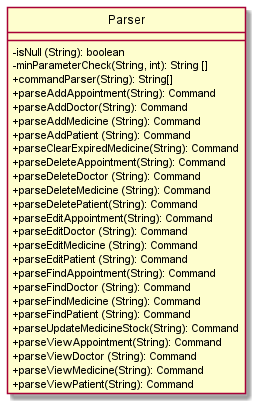 Parser
-isNull (String): boolean
-minParameterCheck(String, int): String []
+commandParser(String): String[]
+parseAddAppointment(String): Command
+parseAddDoctor(String): Command
+parseAddMedicine (String): Command
+parseAddPatient (String): Command
+parseClearExpiredMedicine(String): Command
+parseDeleteAppointment(String): Command
+parseDeleteDoctor (String): Command
+parseDeleteMedicine (String): Command
+parseDeletePatient(String): Command
+parseEditAppointment(String): Command
+parseEditDoctor (String): Command
+parseEditMedicine (String): Command
+parseEditPatient (String): Command
+parseFindAppointment(String): Command
+parseFindDoctor (String): Command
+parseFindMedicine (String): Command
+parseFindPatient (String): Command
+parseUpdateMedicineStock(String): Command
+parseViewAppointment(String): Command
+parseViewDoctor (String): Command
+parseViewMedicine(String): Command
+parseViewPatient(String): Command